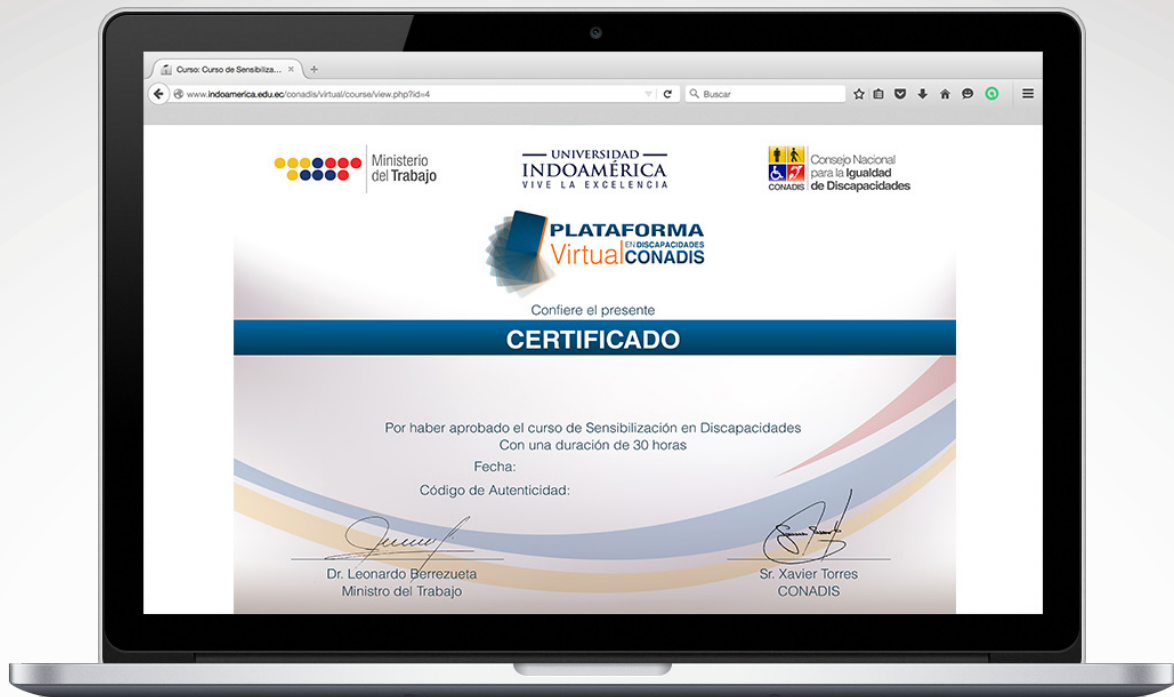 Curso: Curso de Sensibiliza... × +
www.indoamerica.edu.ec/conadis/virtual/course/view.php?id=4
Buscar
Ministerio
del Trabajo
UNIVERSIDAD
INDOAMÉRICA
VIVE LA EXCELENCIA
CONADIS
Consejo Nacional
para la Igualdad
de Discapacidades
PLATAFORMA
Virtual EN DISCAPACIDADES
CONADIS
Confiere el presente
CERTIFICADO
Por haber aprobado el curso de Sensibilización en Discapacidades
Con una duración de 30 horas
Fecha:
Código de Autenticidad:
Dr. Leonardo Berrezueta
Ministro del Trabajo
Sr. Xavier Torres
CONADIS